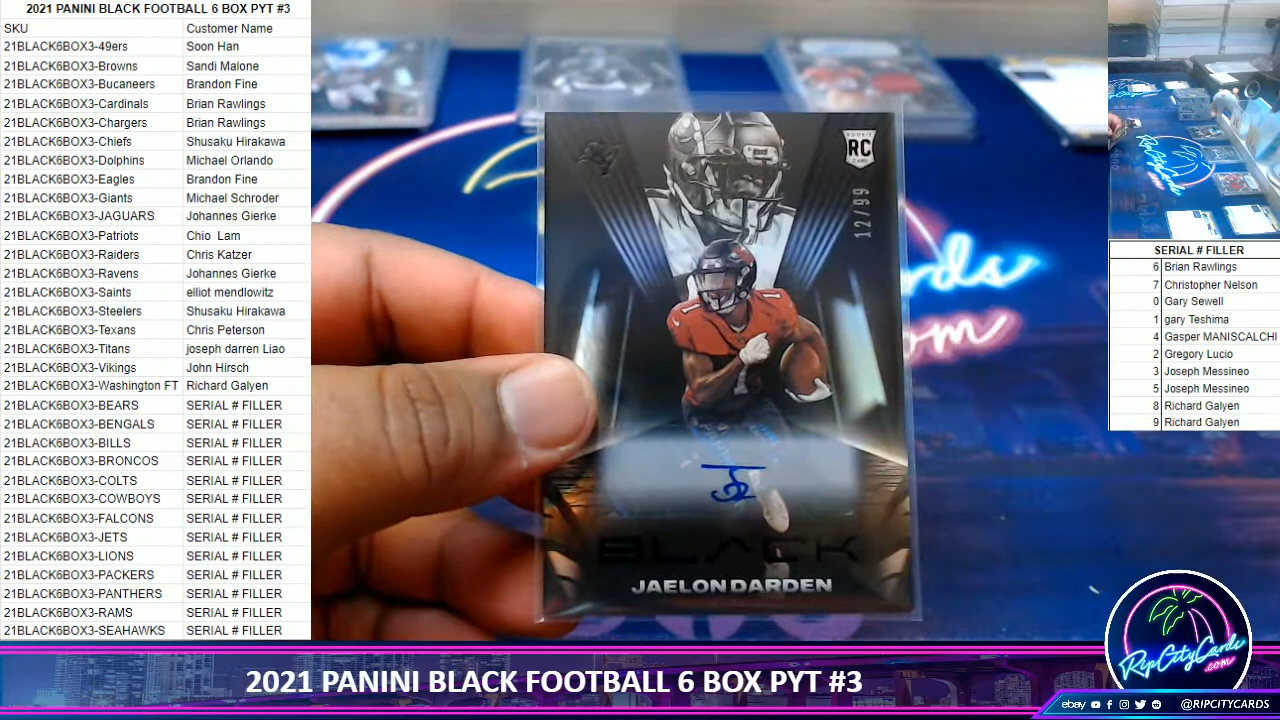 2021 PANINI BLACK FOOTBALL 6 BOX PYT #3
SKU Customer Name
21BLACK6BOX3-49ers Soon Han
21BLACK6BOX3-Browns Sandi Malone
21BLACK6BOX3-Bucaneers Brandon Fine
21BLACK6BOX3-Cardinals Brian Rawlings
21BLACK6BOX3-Chargers Brian Rawlings
21BLACK6BOX3-Chiefs Shusaku Hirakawa
21BLACK6BOX3-Dolphins Michael Orlando
21BLACK6BOX3-Eagles Brandon Fine
21BLACK6BOX3-Giants Michael Schroder
21BLACK6BOX3-JAGUARS Johannes Gierke
21BLACK6BOX3-Patriots Chio Lam
21BLACK6BOX3-Raiders Chris Katzer
21BLACK6BOX3-Ravens Johannes Gierke
21BLACK6BOX3-Saints elliot mendlowitz
21BLACK6BOX3-Steelers Shusaku Hirakawa
21BLACK6BOX3-Texans Chris Peterson
21BLACK6BOX3-Titans joseph darren Liao
21BLACK6BOX3-Vikings John Hirsch
21BLACK6BOX3-Washington FT Richard Galyen
21BLACK6BOX3-BEARS SERIAL # FILLER
21BLACK6BOX3-BENGALS SERIAL # FILLER
21BLACK6BOX3-BILLS SERIAL # FILLER
21BLACK6BOX3-BRONCOS SERIAL # FILLER
21BLACK6BOX3-COLTS SERIAL # FILLER
21BLACK6BOX3-COWBOYS SERIAL # FILLER
21BLACK6BOX3-FALCONS SERIAL # FILLER
21BLACK6BOX3-JETS SERIAL # FILLER
21BLACK6BOX3-LIONS SERIAL # FILLER
21BLACK6BOX3-PACKERS SERIAL # FILLER
21BLACK6BOX3-PANTHERS SERIAL # FILLER
21BLACK6BOX3-RAMS SERIAL # FILLER
21BLACK6BOX3-SEAHAWKS SERIAL # FILLER
ROOKIE
RC
CARD
12/99
1
1
BLACK
JAELON DARDEN
SERIAL # FILLER
6 Brian Rawlings
7 Christopher Nelson
0 Gary Sewell
1 gary Teshima
4 Gasper MANISCALCHI
2 Gregory Lucio
3 Joseph Messineo
5 Joseph Messineo
8 Richard Galyen
9 Richard Galyen
RipCityCards
.com
2021 PANINI BLACK FOOTBALL 6 BOX PYT #3
ebay @RIPCITYCARDS